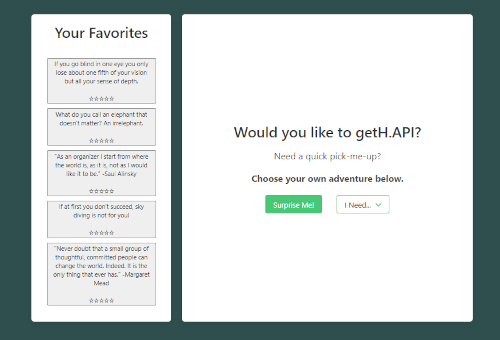 Your Favorites
If you go blind in one eye you only
lose about one fifth of your vision
but all your sense of depth.
☆☆☆☆☆
What do you call an elephant that
doesn't matter? An irrelephant.
☆☆☆☆☆
"As an organizer I start from where
the world is, as it is, not as I would
like it to be." -Saul Alinsky
☆☆☆☆☆
If at first you don't succeed, sky
diving is not for you!
☆☆☆☆☆
"Never doubt that a small group of
thoughtful, committed people can
change the world. Indeed. It is the
only thing that ever has." -Margaret
Mead
☆☆☆☆☆
Would you like to getH.API?
Need a quick pick-me-up?
Choose your own adventure below.
Surprise Me!
I Need...